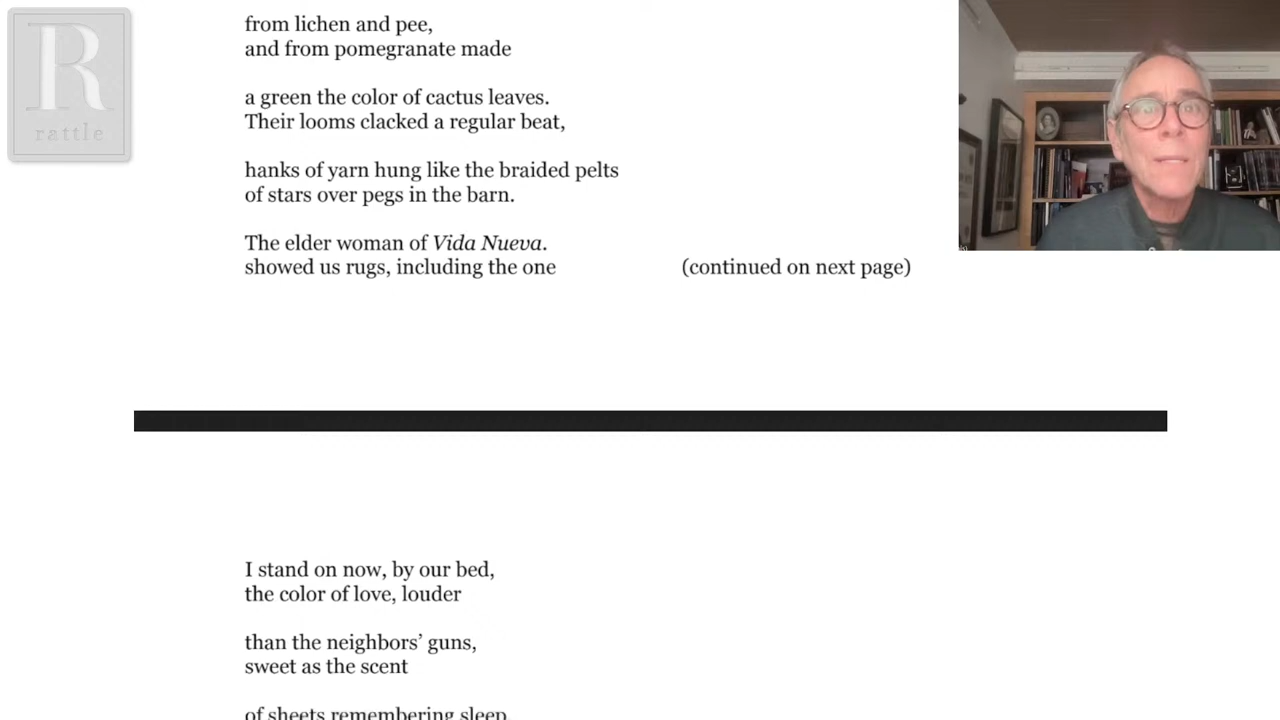 R
rattle
from lichen and pee,
and from pomegranate made
a green the color of cactus leaves.
Their looms clacked a regular beat,
hanks of yarn hung like the braided pelts
of stars over pegs in the barn.
The elder woman of Vida Nueva.
showed us rugs, including the one
(continued on next page)
I stand on now, by our bed,
the color of love, louder
than the neighbors’ guns,
sweet as the scent
of sheets remembering sleep